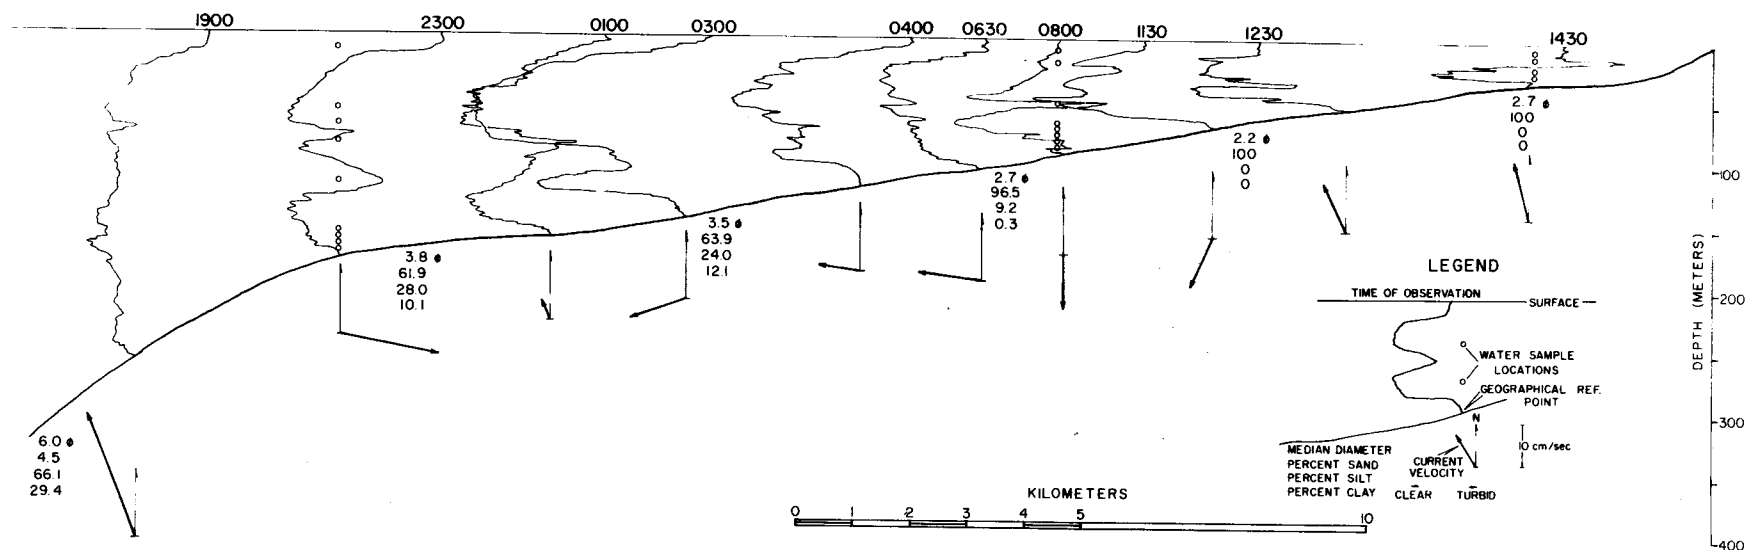 1900 2300 0100 0300 0400 0630 0800 1130 1230 1430
2.7 ϕ
100
0
0
2.2 ϕ
100
0
0
2.7 ϕ
96.5
9.2
0.3
3.5 ϕ
63.9
24.0
12.1
3.8 ϕ
61.9
28.0
10.1
6.0 ϕ
4.5
66.1
29.4
100
200
300
400
DEPTH (METERS)
LEGEND
TIME OF OBSERVATION
SURFACE
WATER SAMPLE
LOCATIONS
GEOGRAPHICAL REF.
POINT
N
10 cm/sec
MEDIAN DIAMETER
PERCENT SAND
PERCENT SILT
PERCENT CLAY
CURRENT
VELOCITY
CLEAR TURBID
KILOMETERS
0 1 2 3 4 5 10